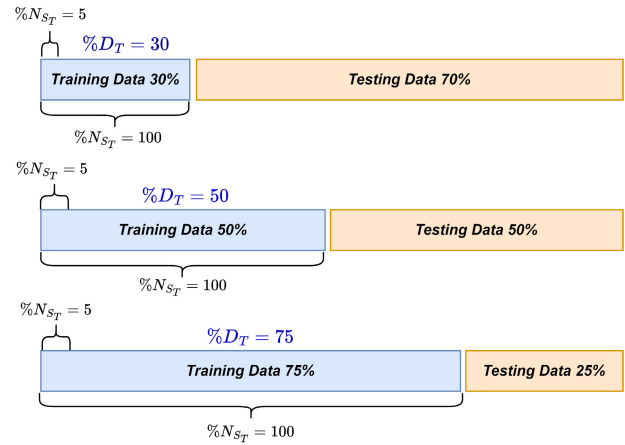 %N_{S_T} = 5
%D_T = 30
Training Data 30%
Testing Data 70%
%N_{S_T} = 100
%N_{S_T} = 5
%D_T = 50
Training Data 50%
Testing Data 50%
%N_{S_T} = 100
%N_{S_T} = 5
%D_T = 75
Training Data 75%
Testing Data 25%
%N_{S_T} = 100